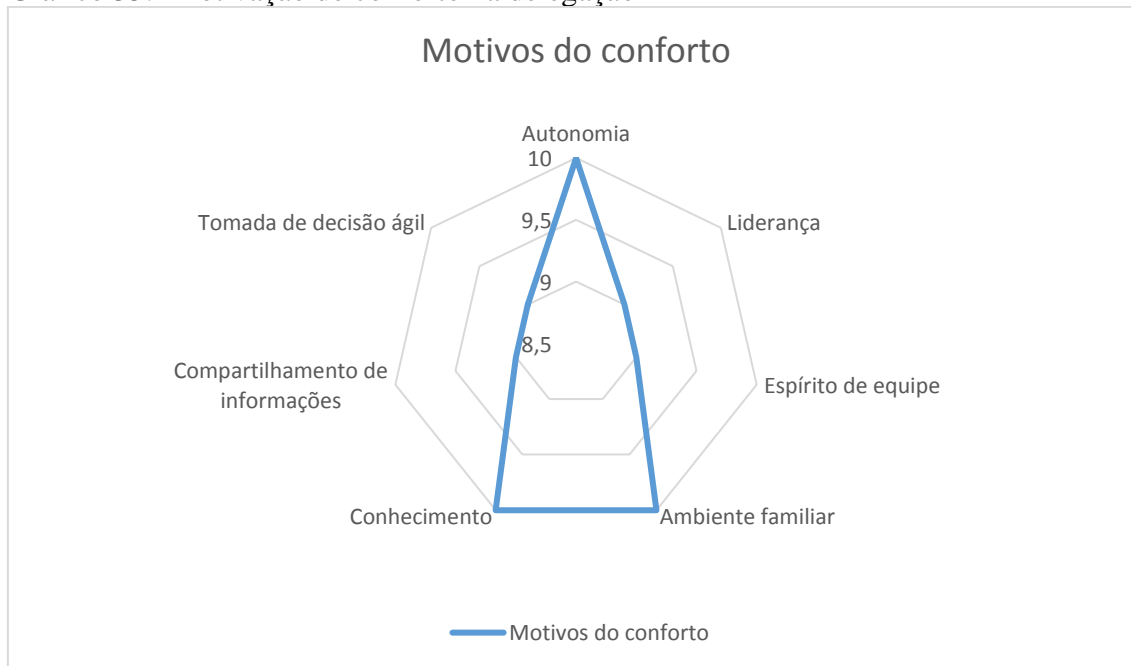 Motivos do conforto
Autonomia
10
Tomada de decisão ágil
9,5
Liderança
9
8,5
Compartilhamento de
informações
Espírito de equipe
Conhecimento
Ambiente familiar
Motivos do conforto